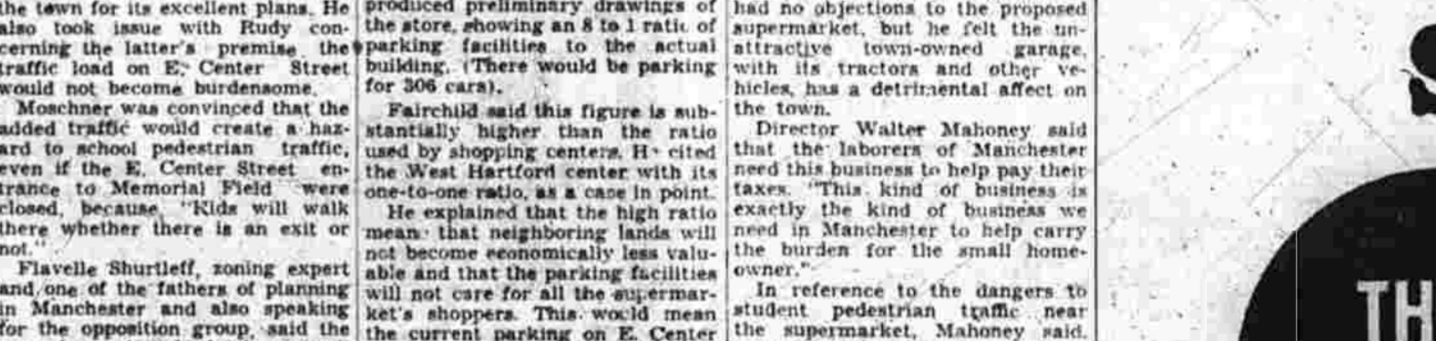 the town for its excellent plans. He
also took issue with Rudy con-
cerning the latter's premise the
traffic load on E. Center Street
would not become burdensome.
Moschner was convinced that the
added traffic would create a haz-
ard to school pedestrian traffic,
even if the E. Center Street en-
trance to Memorial Field were
closed, because, "Kids will walk
there whether there is an exit or
not."
Flavelle Shurtleff, zoning expert
and one of the fathers of planning
in Manchester and also speaking
for the opposition group, said the
produced preliminary drawings of
the store, showing an 8 to 1 ratio of
parking facilities to the actual
building. (There would be parking
for 306 cars).
Fairchild said this figure is sub-
stantially higher than the ratio
used by shopping centers. He cited
the West Hartford center with its
one-to-one ratio, as a case in point.
He explained that the high ratio
mean that neighboring lands will
not become economically less valu-
able and that the parking facilities
will not care for all the supermar-
ket's shoppers. This would mean
the current parking on E. Center
had no objections to the proposed
supermarket, but he felt the un-
attractive town-owned garage,
with its tractors and other ve-
hicles, has a detrimental affect on
the town.
Director Walter Mahoney said
that the laborers of Manchester
need this business to help pay their
taxes. "This kind of business is
exactly the kind of business we
need in Manchester to help carry
the burden for the small home-
owner."
In reference to the dangers to
student pedestrian traffic near
the supermarket, Mahoney said,
TH